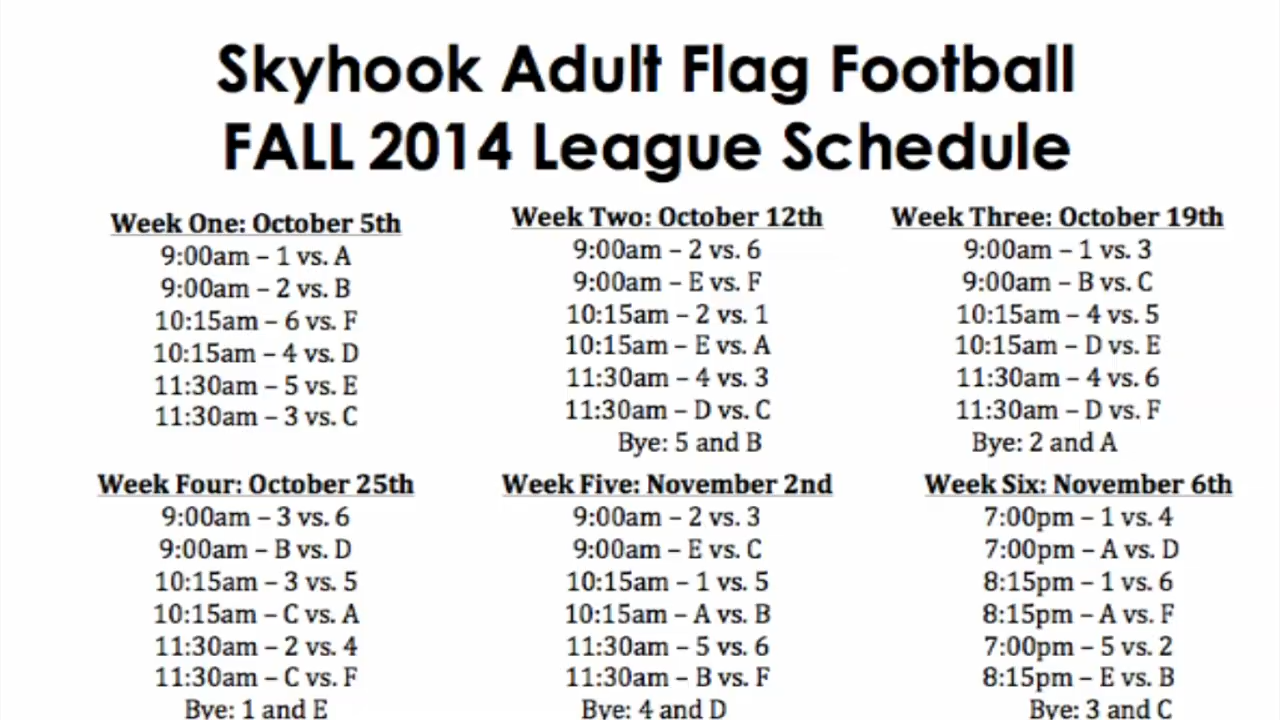 Skyhook Adult Flag Football
FALL 2014 League Schedule
Week One: October 5th
9:00am – 1 vs. A
9:00am – 2 vs. B
10:15am – 6 vs. F
10:15am – 4 vs. D
11:30am – 5 vs. E
11:30am – 3 vs. C
Week Two: October 12th
9:00am – 2 vs. 6
9:00am – E vs. F
10:15am – 2 vs. 1
10:15am – E vs. A
11:30am – 4 vs. 3
11:30am – D vs. C
Bye: 5 and B
Week Three: October 19th
9:00am – 1 vs. 3
9:00am – B vs. C
10:15am – 4 vs. 5
10:15am – D vs. E
11:30am – 4 vs. 6
11:30am – D vs. F
Bye: 2 and A
Week Four: October 25th
9:00am – 3 vs. 6
9:00am – B vs. D
10:15am – 3 vs. 5
10:15am – C vs. A
11:30am – 2 vs. 4
11:30am – C vs. F
Bye: 1 and E
Week Five: November 2nd
9:00am – 2 vs. 3
9:00am – E vs. C
10:15am – 1 vs. 5
10:15am – A vs. B
11:30am – 5 vs. 6
11:30am – B vs. F
Bye: 4 and D
Week Six: November 6th
7:00pm – 1 vs. 4
7:00pm – A vs. D
8:15pm – 1 vs. 6
8:15pm – A vs. F
7:00pm – 5 vs. 2
8:15pm – E vs. B
Bye: 3 and C